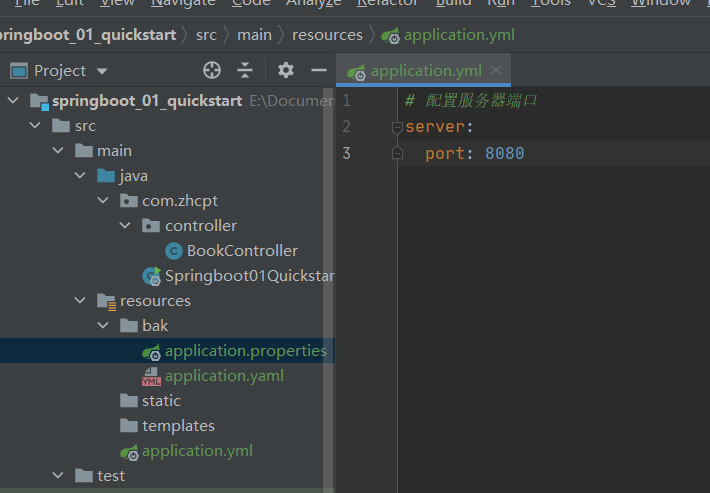 File Edit View Navigate Code Analyze Refactor Build Run Tools VCS Window
springboot_01_quickstart > src > main > resources > application.yml
Project
application.yml
springboot_01_quickstart E:\Documen
src
main
java
com.zhcpt
controller
BookController
Springboot01Quickstar
resources
bak
application.properties
application.yaml
static
templates
application.yml
test
1 # 配置服务器端口
2 server:
3 port: 8080